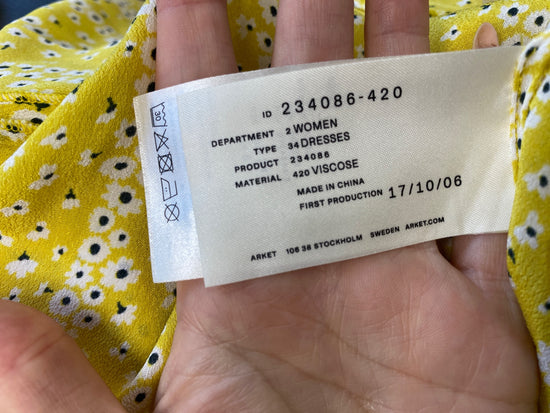 ID 234086-420
DEPARTMENT 2 WOMEN
TYPE 34 DRESSES
PRODUCT 234086
MATERIAL 420 VISCOSE
MADE IN CHINA
FIRST PRODUCTION 17/10/06
ARKET 106 38 STOCKHOLM SWEDEN ARKET.COM
30